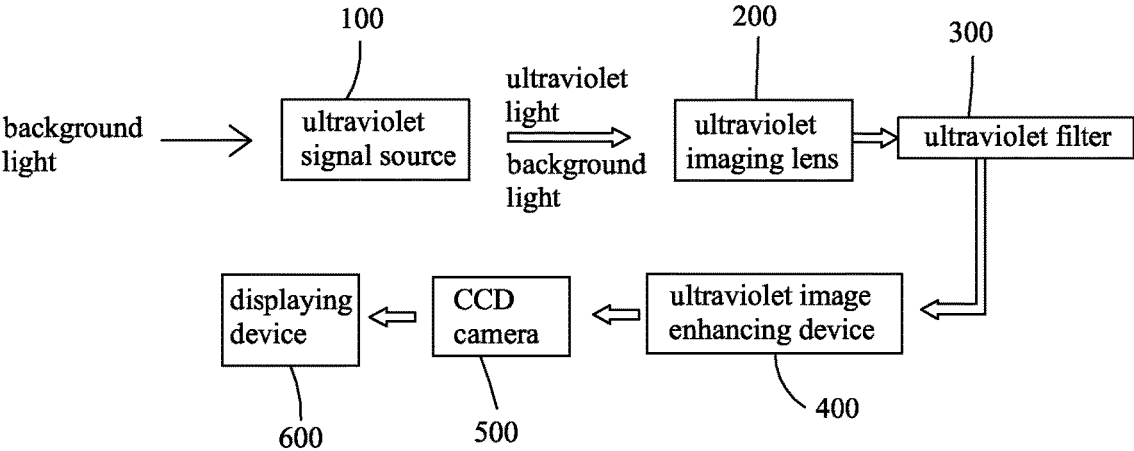 100
200
300
background
light
ultraviolet
signal source
ultraviolet
light
background
light
ultraviolet
imaging lens
ultraviolet filter
displaying
device
CCD
camera
ultraviolet image
enhancing device
600
500
400